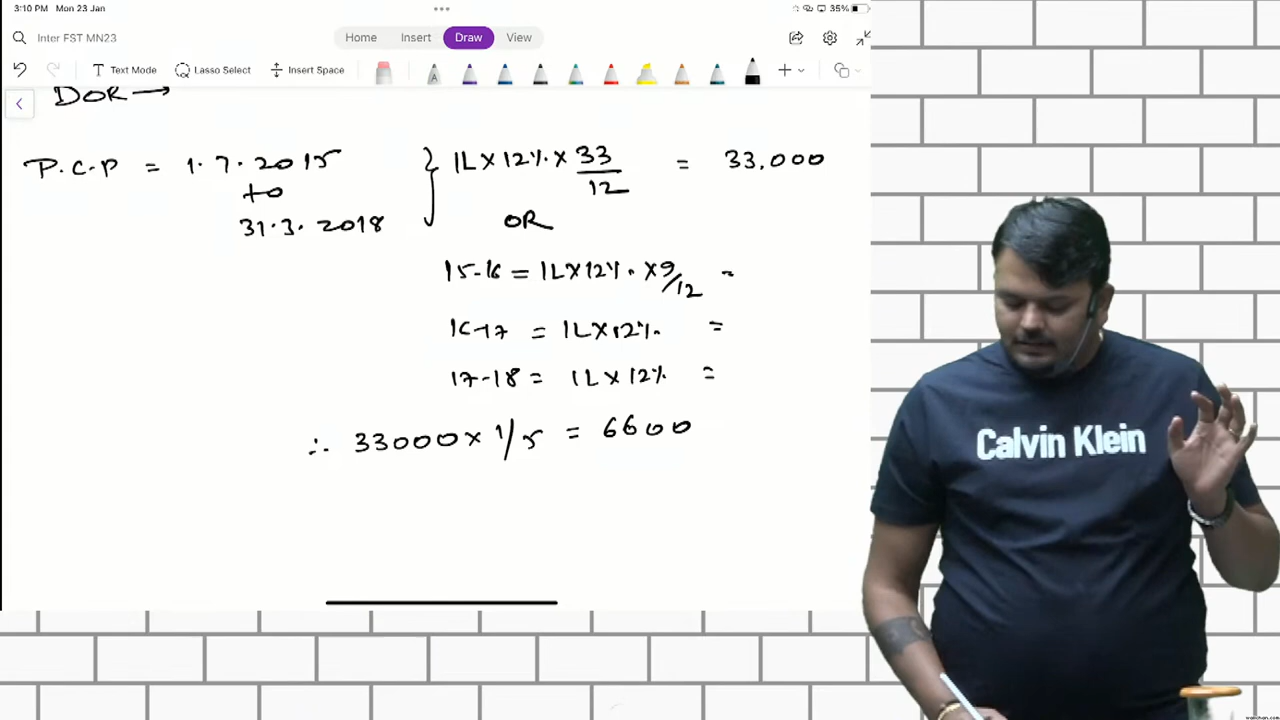 3:10 PM Mon 23 Jan
35%
Inter FST MN23
Home Insert Draw View
Text Mode Lasso Select Insert Space
DOR →
P.C.P = 1.7.2015 } 1L X 12% X 33/12 = 33,000
to
31.3.2018
OR
15-16 = 1L X 12% X 9/12 =
16-17 = 1L X 12% =
17-18 = 1L X 12% =
∴ 33000 X 1/5 = 6600
Calvin Klein